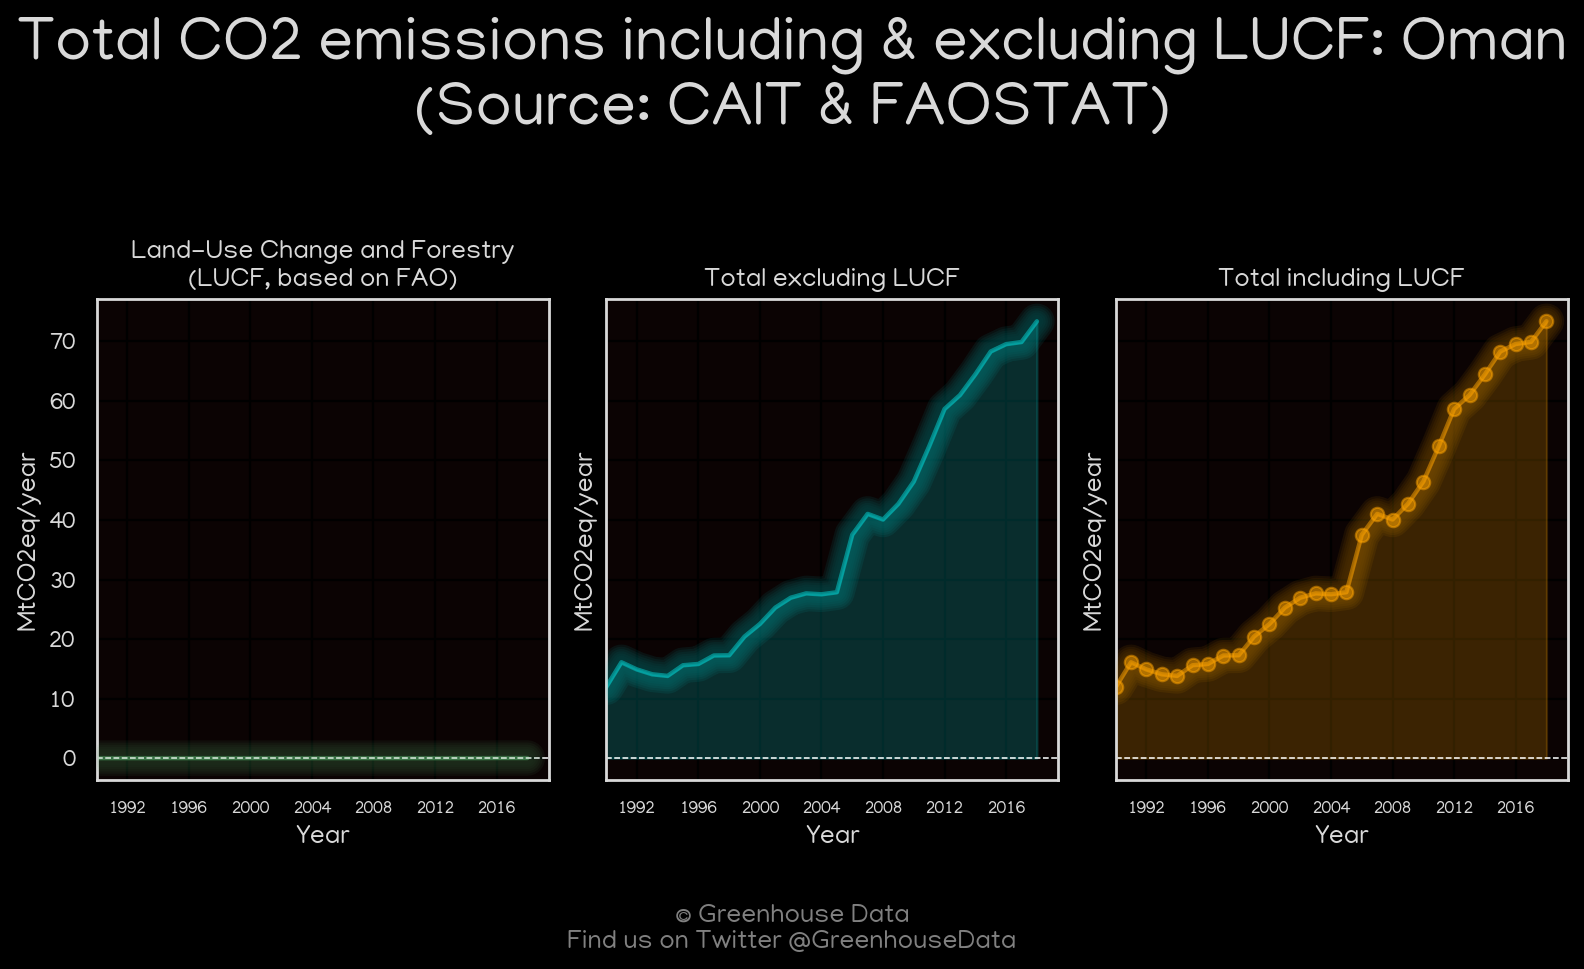 Total CO2 emissions including & excluding LUCF: Oman
(Source: CAIT & FAOSTAT)
Land-Use Change and Forestry
(LUCF, based on FAO)
Total excluding LUCF
Total including LUCF
MtCO2eq/year
70
60
50
40
30
20
10
0
MtCO2eq/year
MtCO2eq/year
1992 1996 2000 2004 2008 2012 2016
Year
1992 1996 2000 2004 2008 2012 2016
Year
1992 1996 2000 2004 2008 2012 2016
Year
© Greenhouse Data
Find us on Twitter @GreenhouseData